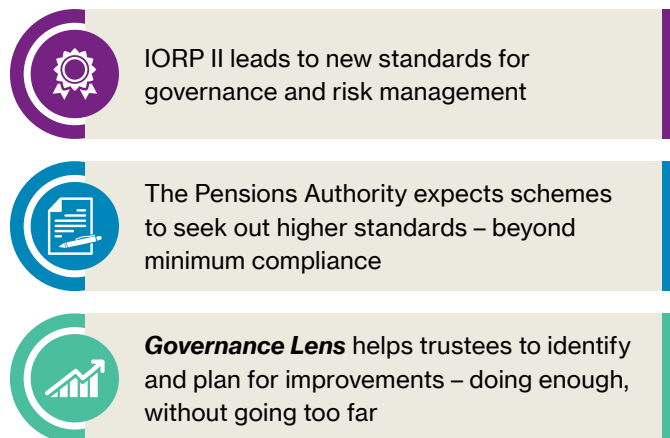 IORP II leads to new standards for
governance and risk management
The Pensions Authority expects schemes
to seek out higher standards – beyond
minimum compliance
Governance Lens helps trustees to identify
and plan for improvements – doing enough,
without going too far